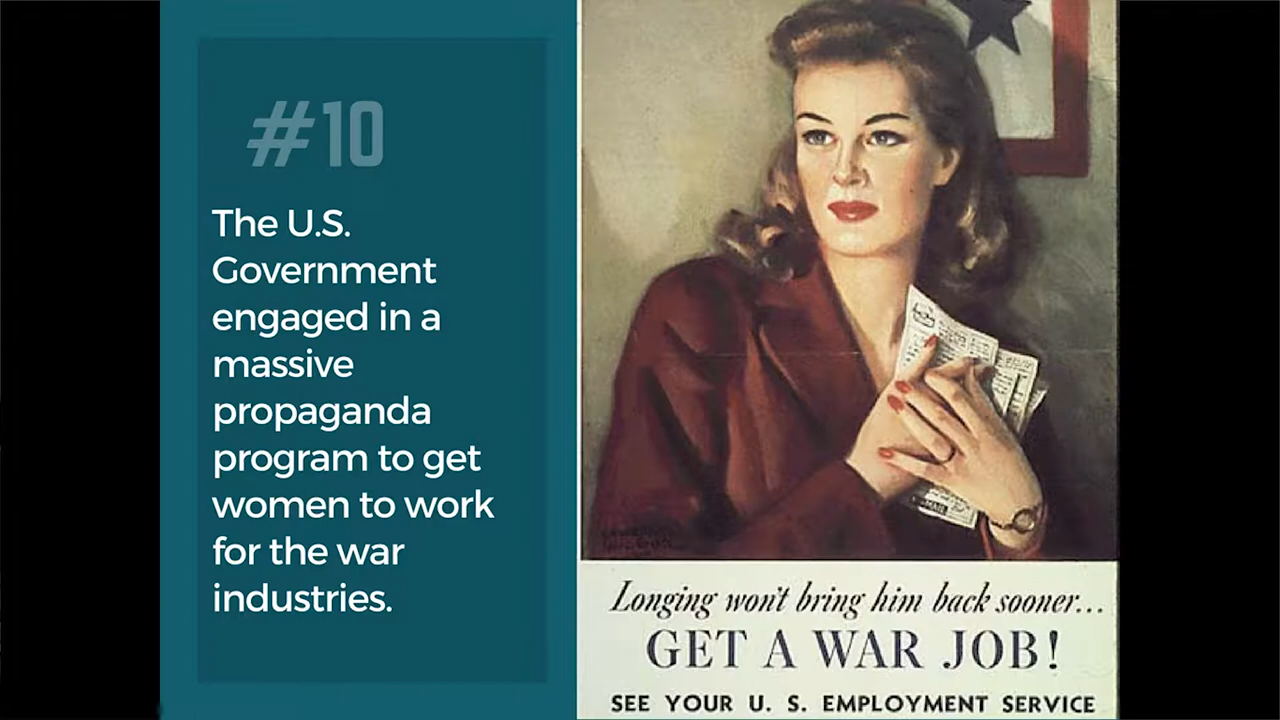 #10
The U.S.
Government
engaged in a
massive
propaganda
program to get
women to work
for the war
industries.
Longing won't bring him back sooner...
GET A WAR JOB!
SEE YOUR U. S. EMPLOYMENT SERVICE